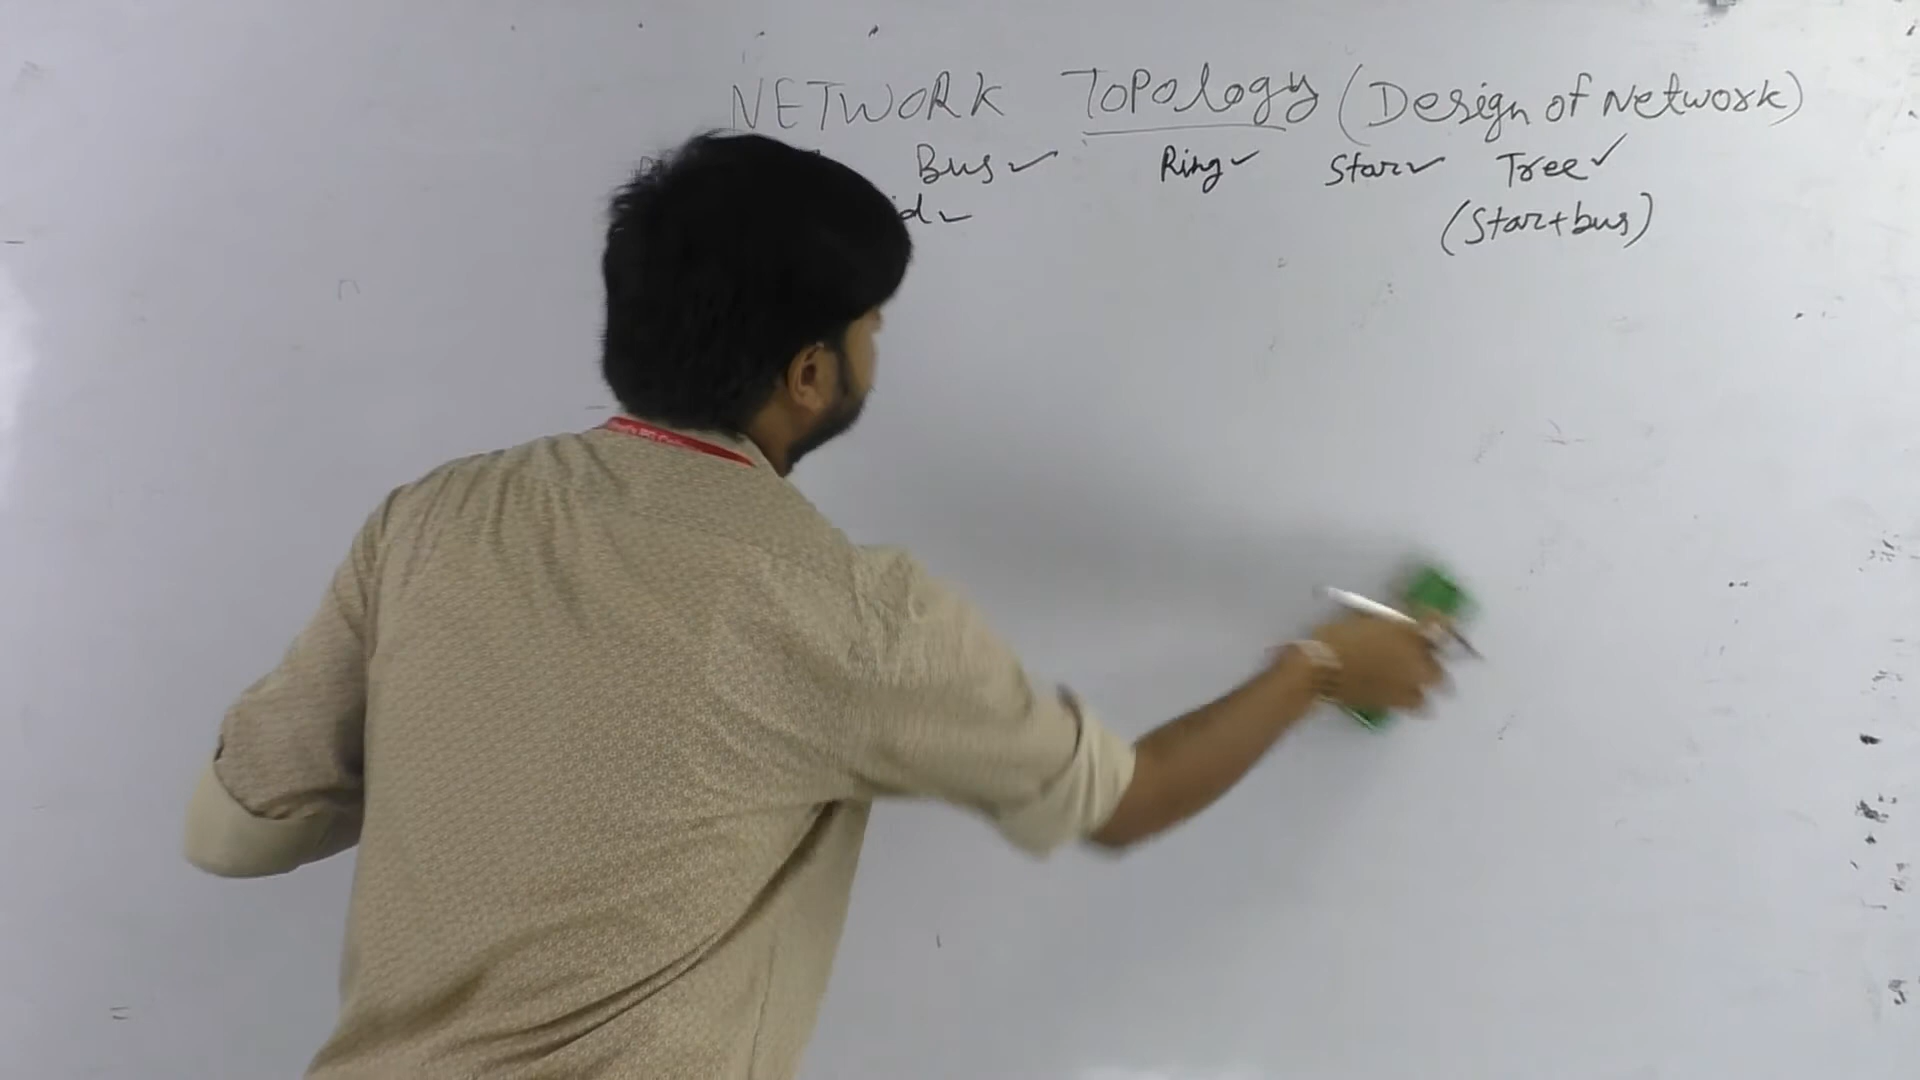 NETWORK Topology (Design of Network)
Bus✓ Ring✓ Star✓ Tree✓
d✓ (Star+bus)